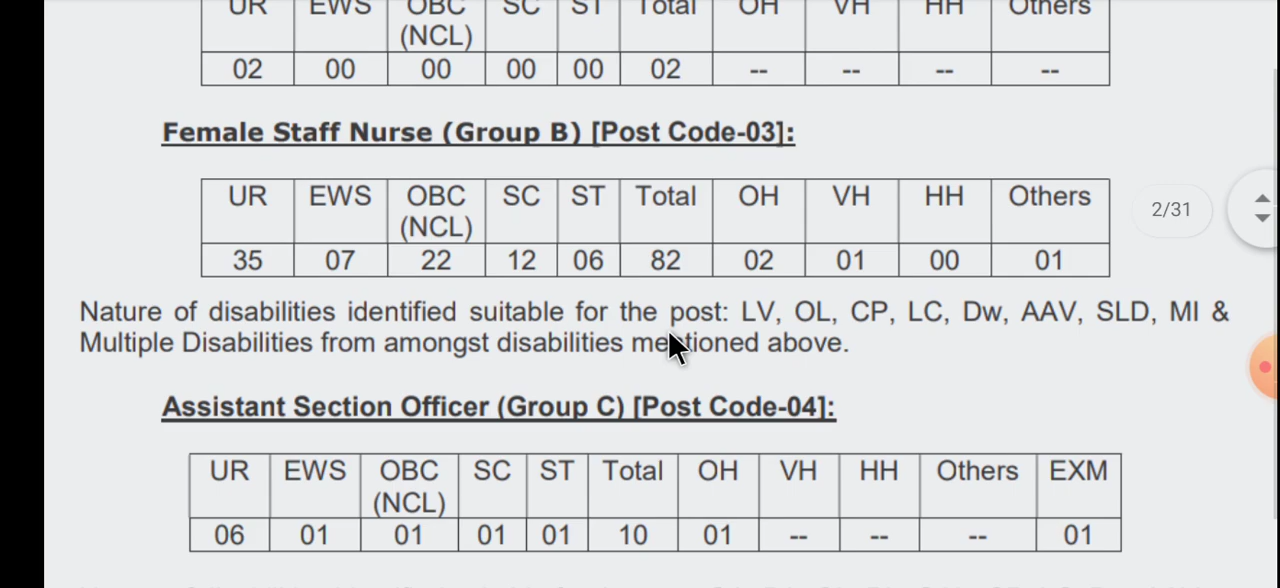 UR EWS OBC SC ST Total OH VH HH Others
(NCL)
02 00 00 00 00 02 -- -- -- --
Female Staff Nurse (Group B) [Post Code-03]:
UR EWS OBC SC ST Total OH VH HH Others
(NCL)
35 07 22 12 06 82 02 01 00 01
2/31
Nature of disabilities identified suitable for the post: LV, OL, CP, LC, Dw, AAV, SLD, MI &
Multiple Disabilities from amongst disabilities mentioned above.
Assistant Section Officer (Group C) [Post Code-04]:
UR EWS OBC SC ST Total OH VH HH Others EXM
(NCL)
06 01 01 01 01 10 01 -- -- -- 01